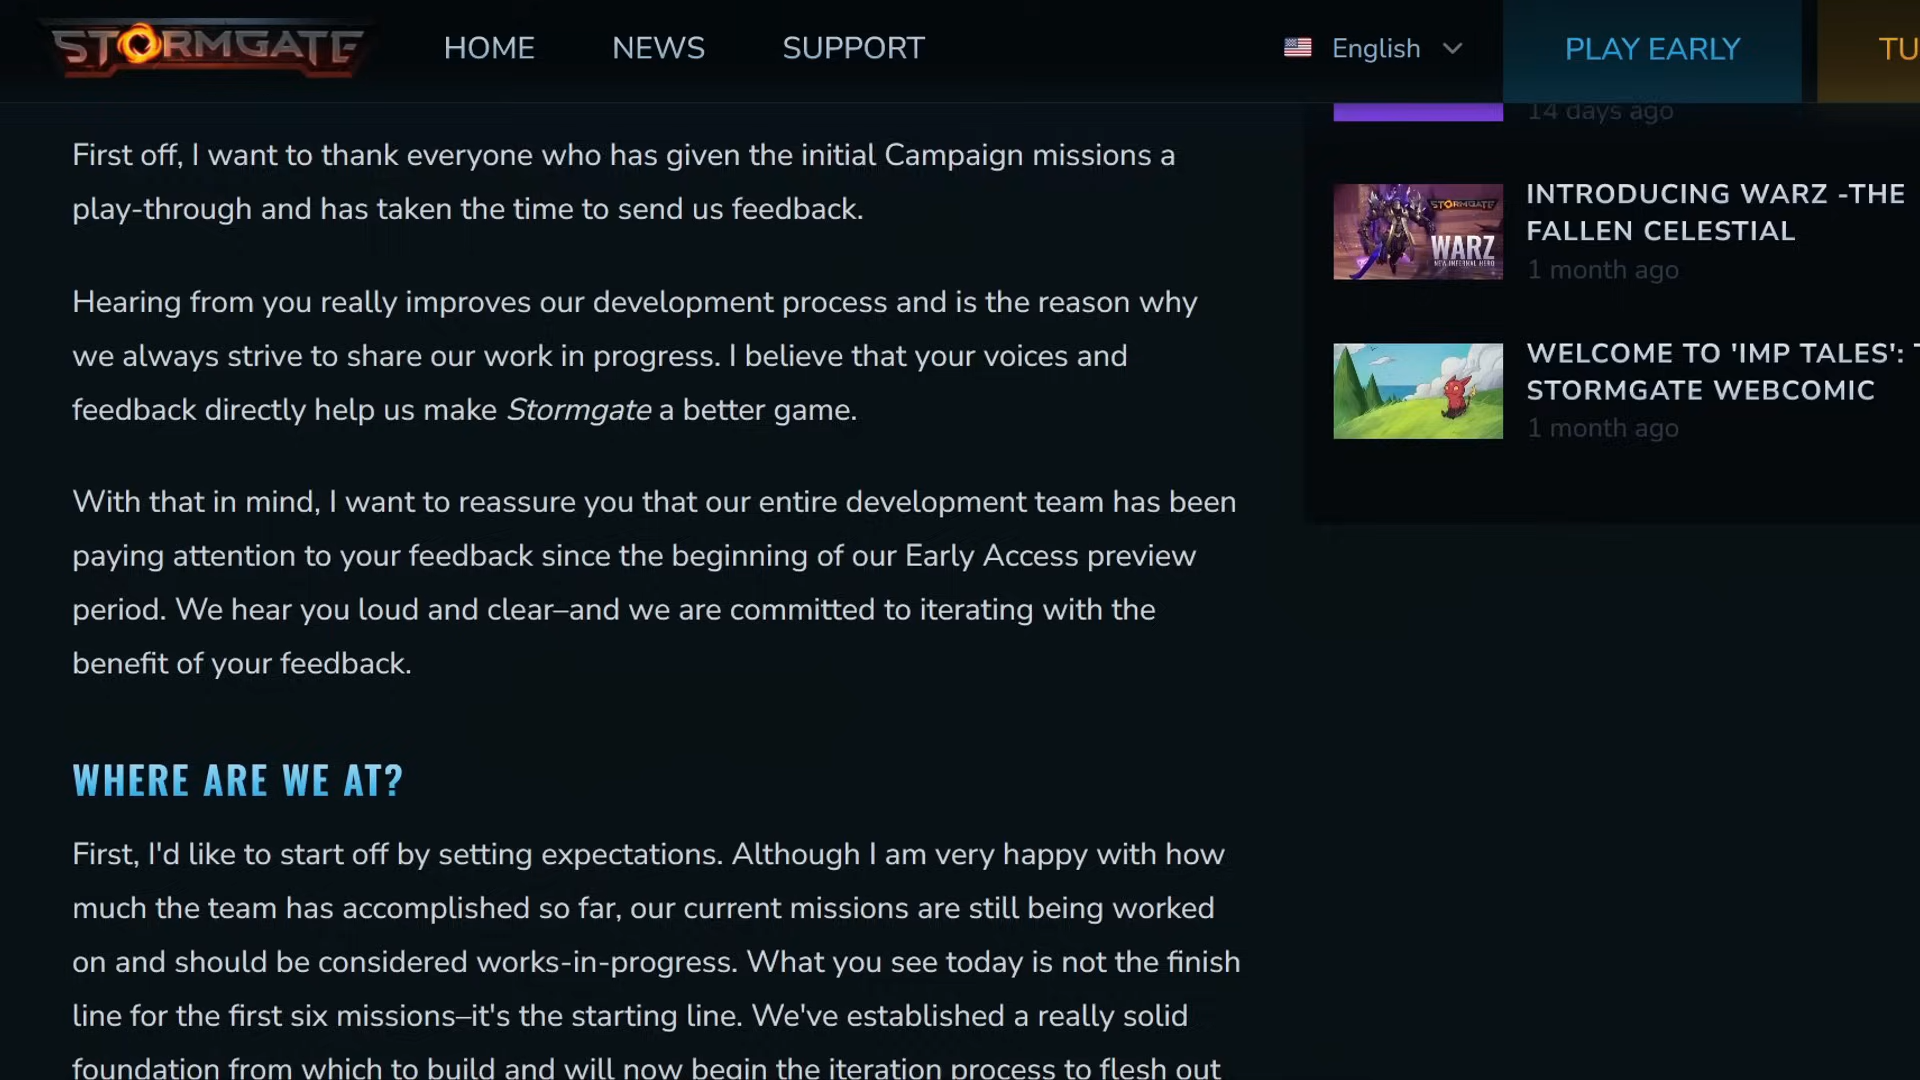 STORMGATE
HOME
NEWS
SUPPORT
English
PLAY EARLY
TU
First off, I want to thank everyone who has given the initial Campaign missions a
play-through and has taken the time to send us feedback.
Hearing from you really improves our development process and is the reason why
we always strive to share our work in progress. I believe that your voices and
feedback directly help us make Stormgate a better game.
With that in mind, I want to reassure you that our entire development team has been
paying attention to your feedback since the beginning of our Early Access preview
period. We hear you loud and clear–and we are committed to iterating with the
benefit of your feedback.
WHERE ARE WE AT?
First, I'd like to start off by setting expectations. Although I am very happy with how
much the team has accomplished so far, our current missions are still being worked
on and should be considered works-in-progress. What you see today is not the finish
line for the first six missions–it's the starting line. We've established a really solid
foundation from which to build and will now begin the iteration process to flesh out
14 days ago
STORMGATE
WARZ
NEW INFERNAL HERO
INTRODUCING WARZ -THE
FALLEN CELESTIAL
1 month ago
WELCOME TO 'IMP TALES': T
STORMGATE WEBCOMIC
1 month ago